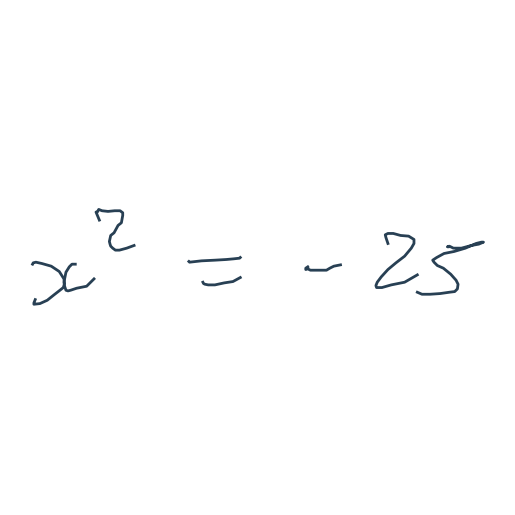 x² = - 25